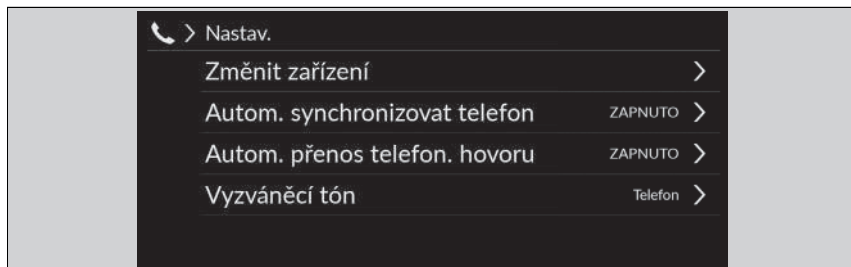 Nastav.
Změnit zařízení
Autom. synchronizovat telefon ZAPNUTO
Autom. přenos telefon. hovoru ZAPNUTO
Vyzváněcí tón Telefon